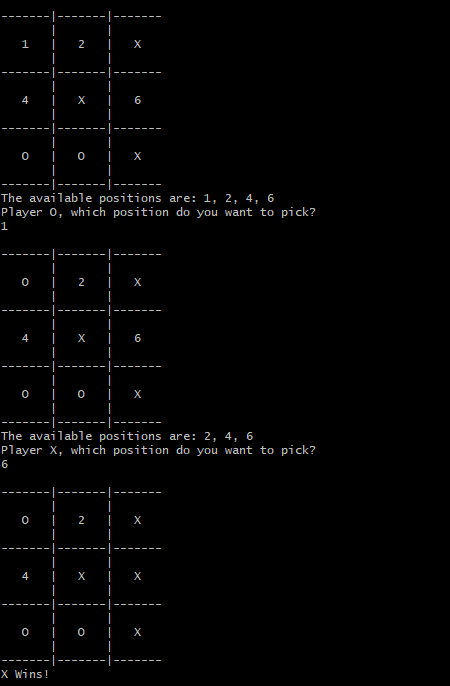 -------|-------|-------
       |       |
   1   |   2   |   X
       |       |
-------|-------|-------
       |       |
   4   |   X   |   6
       |       |
-------|-------|-------
       |       |
   O   |   O   |   X
       |       |
-------|-------|-------
The available positions are: 1, 2, 4, 6
Player O, which position do you want to pick?
1
-------|-------|-------
       |       |
   O   |   2   |   X
       |       |
-------|-------|-------
       |       |
   4   |   X   |   6
       |       |
-------|-------|-------
       |       |
   O   |   O   |   X
       |       |
-------|-------|-------
The available positions are: 2, 4, 6
Player X, which position do you want to pick?
6
-------|-------|-------
       |       |
   O   |   2   |   X
       |       |
-------|-------|-------
       |       |
   4   |   X   |   X
       |       |
-------|-------|-------
       |       |
   O   |   O   |   X
       |       |
-------|-------|-------
X Wins!